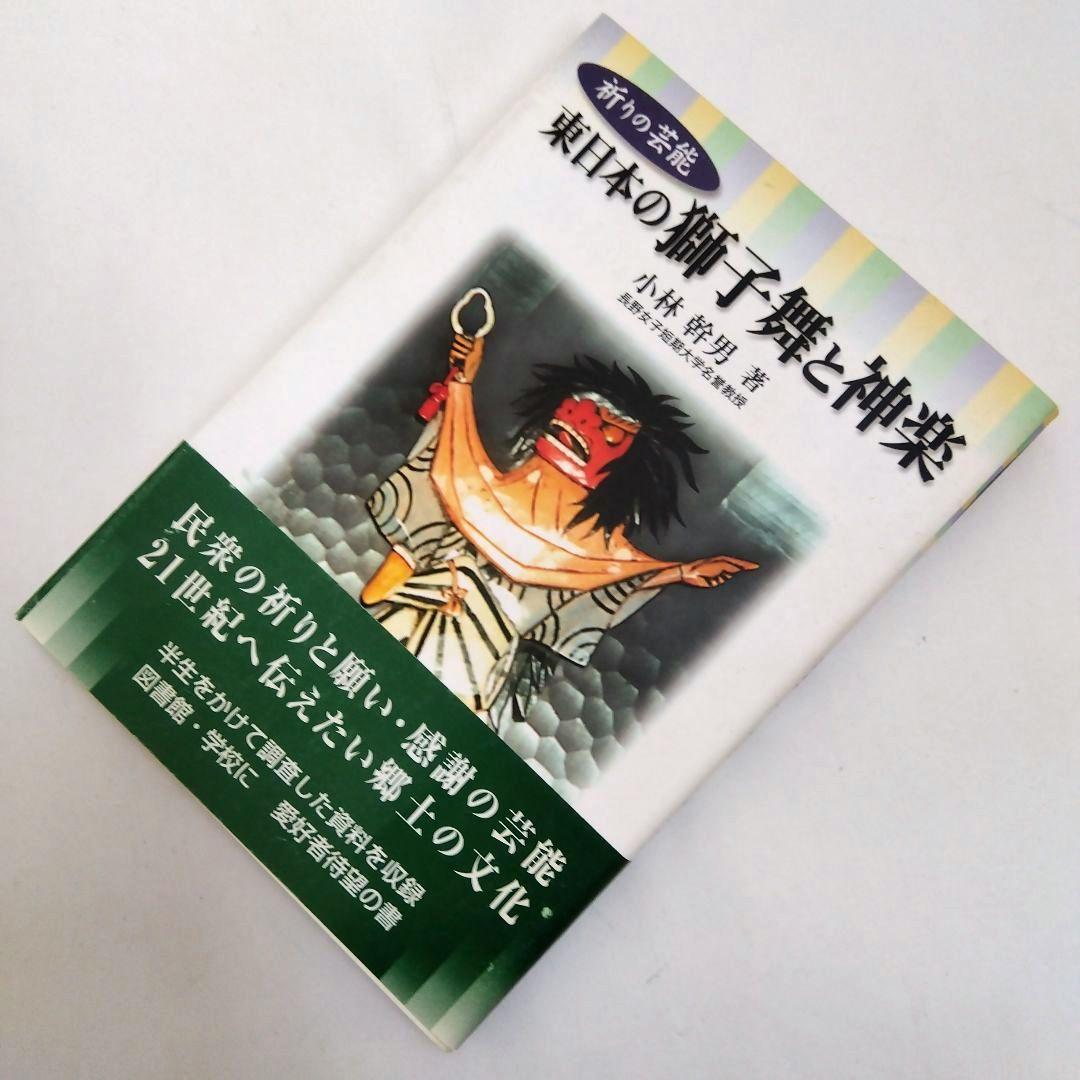 祈りの芸能
東日本の獅子舞と神楽
小林 幹男 著
長野女子短期大学名誉教授
民衆の祈りと願い・感謝の芸能を
21世紀へ伝えたい郷土の文化
半生をかけて調査した資料を収録
図書館・学校に 愛好者待望の書